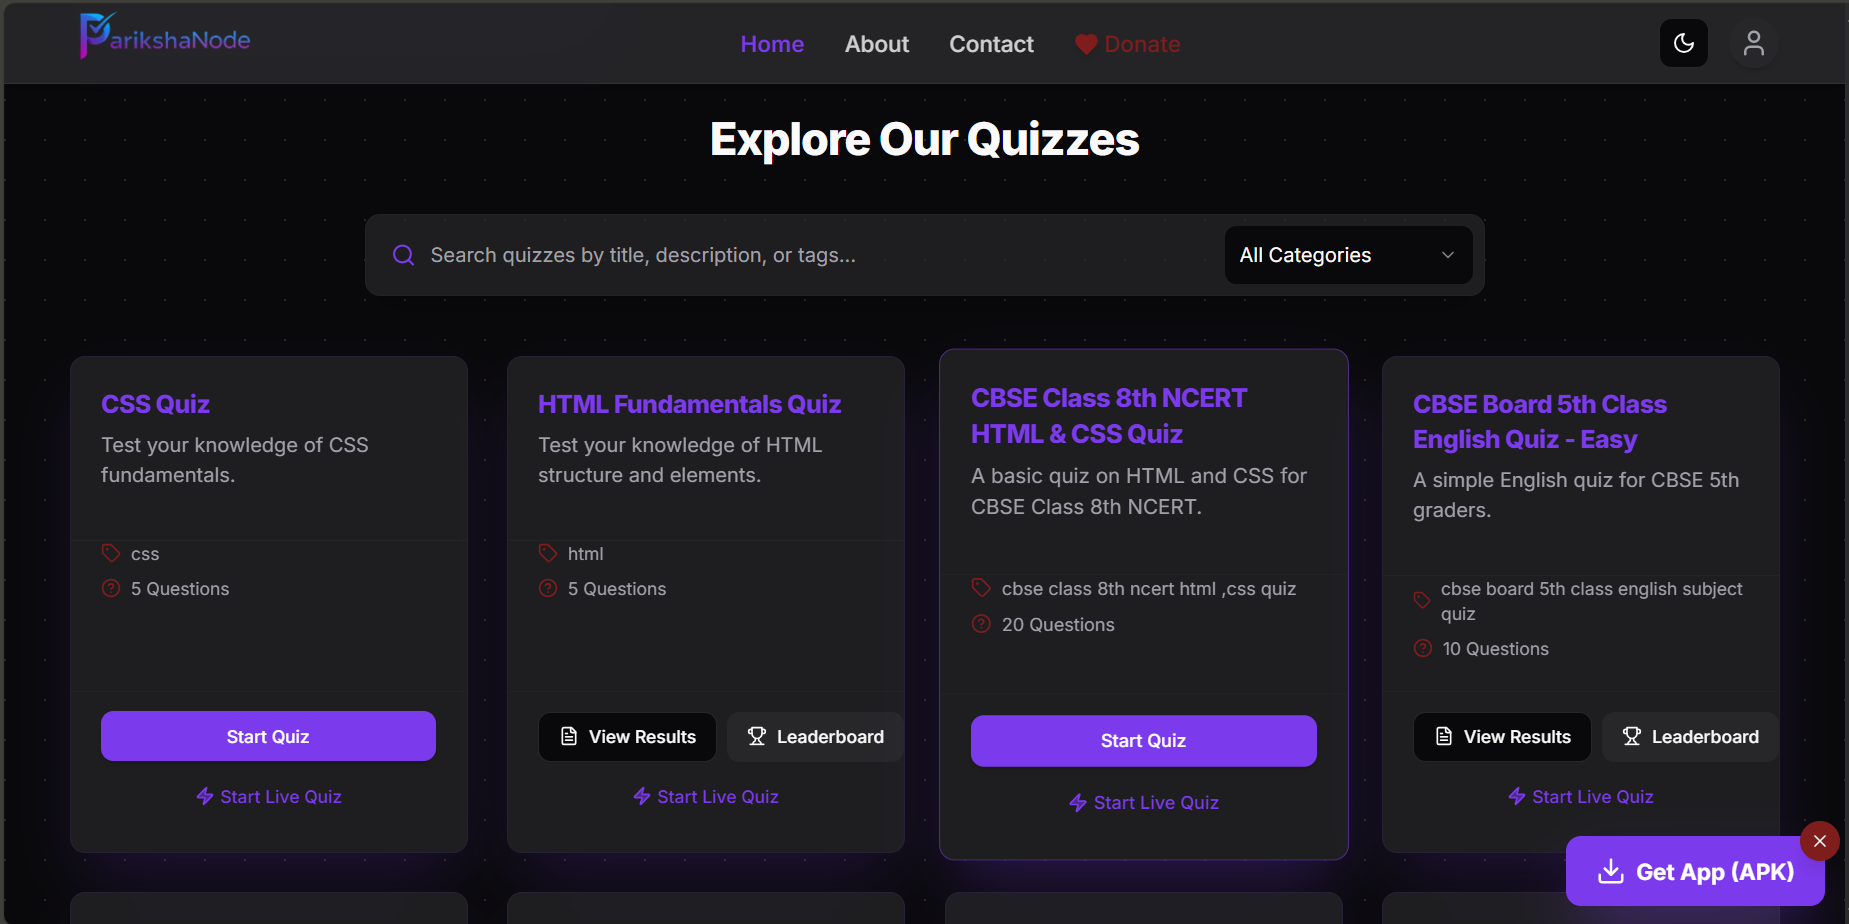 ParikshaNode
Home About Contact Donate
Explore Our Quizzes
Search quizzes by title, description, or tags...
All Categories
CSS Quiz
Test your knowledge of CSS
fundamentals.
css
5 Questions
Start Quiz
Start Live Quiz
HTML Fundamentals Quiz
Test your knowledge of HTML
structure and elements.
html
5 Questions
View Results Leaderboard
Start Live Quiz
CBSE Class 8th NCERT
HTML & CSS Quiz
A basic quiz on HTML and CSS for
CBSE Class 8th NCERT.
cbse class 8th ncert html ,css quiz
20 Questions
Start Quiz
Start Live Quiz
CBSE Board 5th Class
English Quiz - Easy
A simple English quiz for CBSE 5th
graders.
cbse board 5th class english subject
quiz
10 Questions
View Results Leaderboard
Start Live Quiz
Get App (APK)